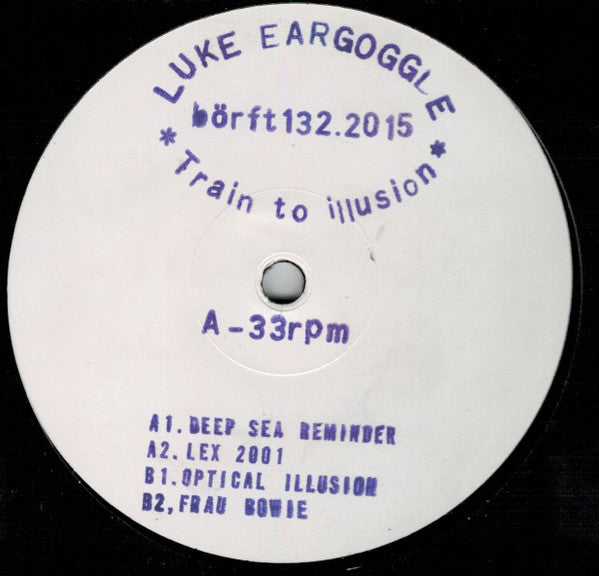 LUKE EARGOGGLE
börft132.2015
* Train to illusion *
A-33rpm
A1.DEEP SEA REMINDER
A2.LEX 2001
B1.OPTICAL ILLUSION
B2,FRAU BOWIE